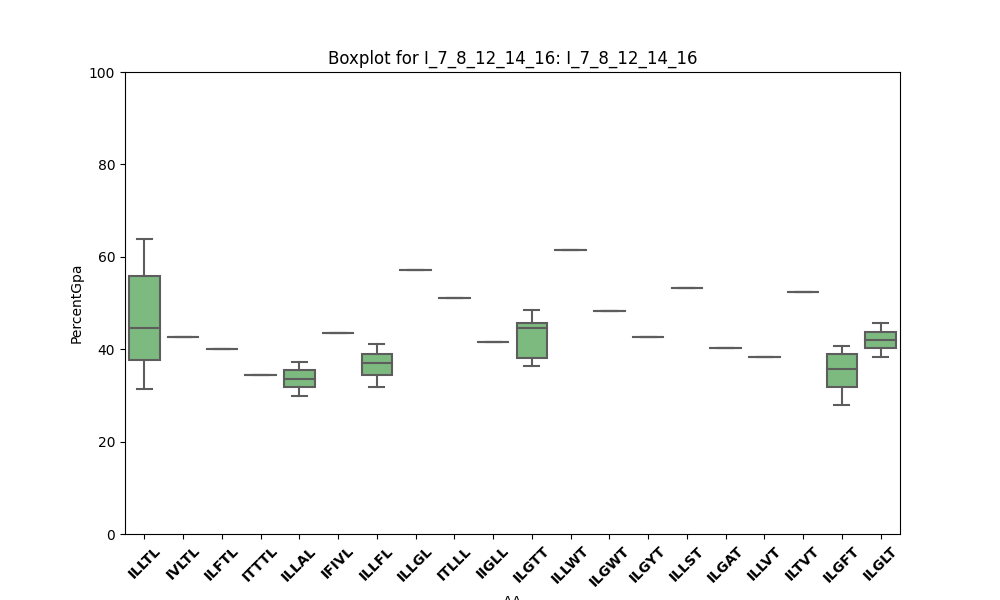 Boxplot for I_7_8_12_14_16: I_7_8_12_14_16
100
80
60
40
20
0
PercentGpa
ILLTL IVLTL ILFTL ITTTL ILLAL IFIVL ILLFL ILLGL ITLLL IIGLL ILGTT ILLWT ILGWT ILGYT ILLST ILGAT ILLVT ILTVT ILGFT ILGLT
AA